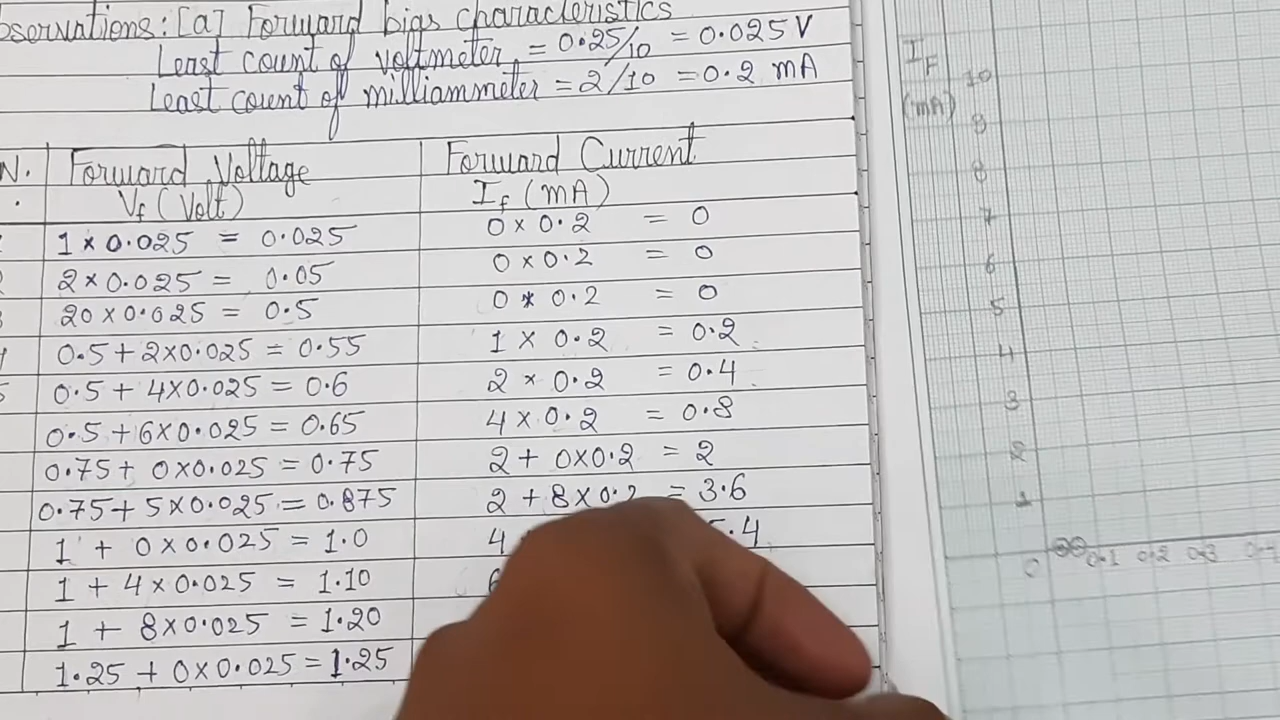 servations: [a] Forward bias characteristics
Least count of voltmeter = 0.25/10 = 0.025 V
Least count of milliammeter = 2/10 = 0.2 mA
N. Forward Voltage Forward Current
. Vf (Volt) If (mA)
1 × 0.025 = 0.025 0 × 0.2 = 0
2 × 0.025 = 0.05 0 × 0.2 = 0
20 × 0.025 = 0.5 0 × 0.2 = 0
0.5 + 2×0.025 = 0.55 1 × 0.2 = 0.2
0.5 + 4×0.025 = 0.6 2 × 0.2 = 0.4
0.5 + 6×0.025 = 0.65 4 × 0.2 = 0.8
0.75 + 0×0.025 = 0.75 2 + 0×0.2 = 2
0.75 + 5×0.025 = 0.875 2 + 8×0.2 = 3.6
1 + 0×0.025 = 1.0 4 .4
1 + 4×0.025 = 1.10 6
1 + 8×0.025 = 1.20
1.25 + 0×0.025 = 1.25
IF
(mA)
10
9
8
7
6
5
4
3
2
1
0 0.1 0.2 0.3 0.4